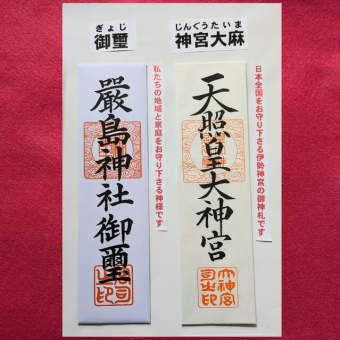 じんぐうたいま
神宮大麻
日本全国をお守り下さる伊勢神宮の御神札です
天照皇大神宮
ぎょじ
御璽
私たちの地域と家庭をお守り下さる神様です
嚴島神社御璽